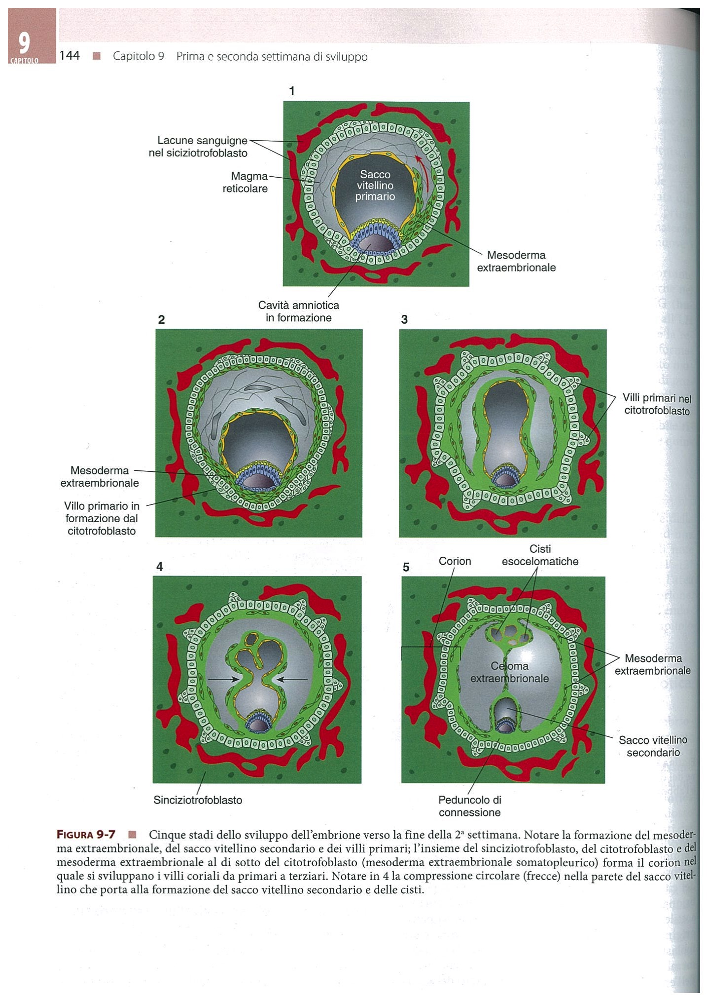 9
CAPITOLO
144 ■ Capitolo 9 Prima e seconda settimana di sviluppo
1
Lacune sanguigne
nel siciziotrofoblasto
Magma
reticolare
Sacco
vitellino
primario
Mesoderma
extraembrionale
Cavità amniotica
in formazione
2
3
Villi primari nel
citotrofoblasto
Mesoderma
extraembrionale
Villo primario in
formazione dal
citotrofoblasto
4
5
Corion
Cisti
esocelomatiche
Celoma
extraembrionale
Mesoderma
extraembrionale
Sacco vitellino
secondario
Sinciziotrofoblasto
Peduncolo di
connessione
FIGURA 9-7 ■ Cinque stadi dello sviluppo dell'embrione verso la fine della 2ª settimana. Notare la formazione del mesoder-
ma extraembrionale, del sacco vitellino secondario e dei villi primari; l'insieme del sinciziotrofoblasto, del citotrofoblasto e del
mesoderma extraembrionale al di sotto del citotrofoblasto (mesoderma extraembrionale somatopleurico) forma il corion nel
quale si sviluppano i villi coriali da primari a terziari. Notare in 4 la compressione circolare (frecce) nella parete del sacco vitel-
lino che porta alla formazione del sacco vitellino secondario e delle cisti.